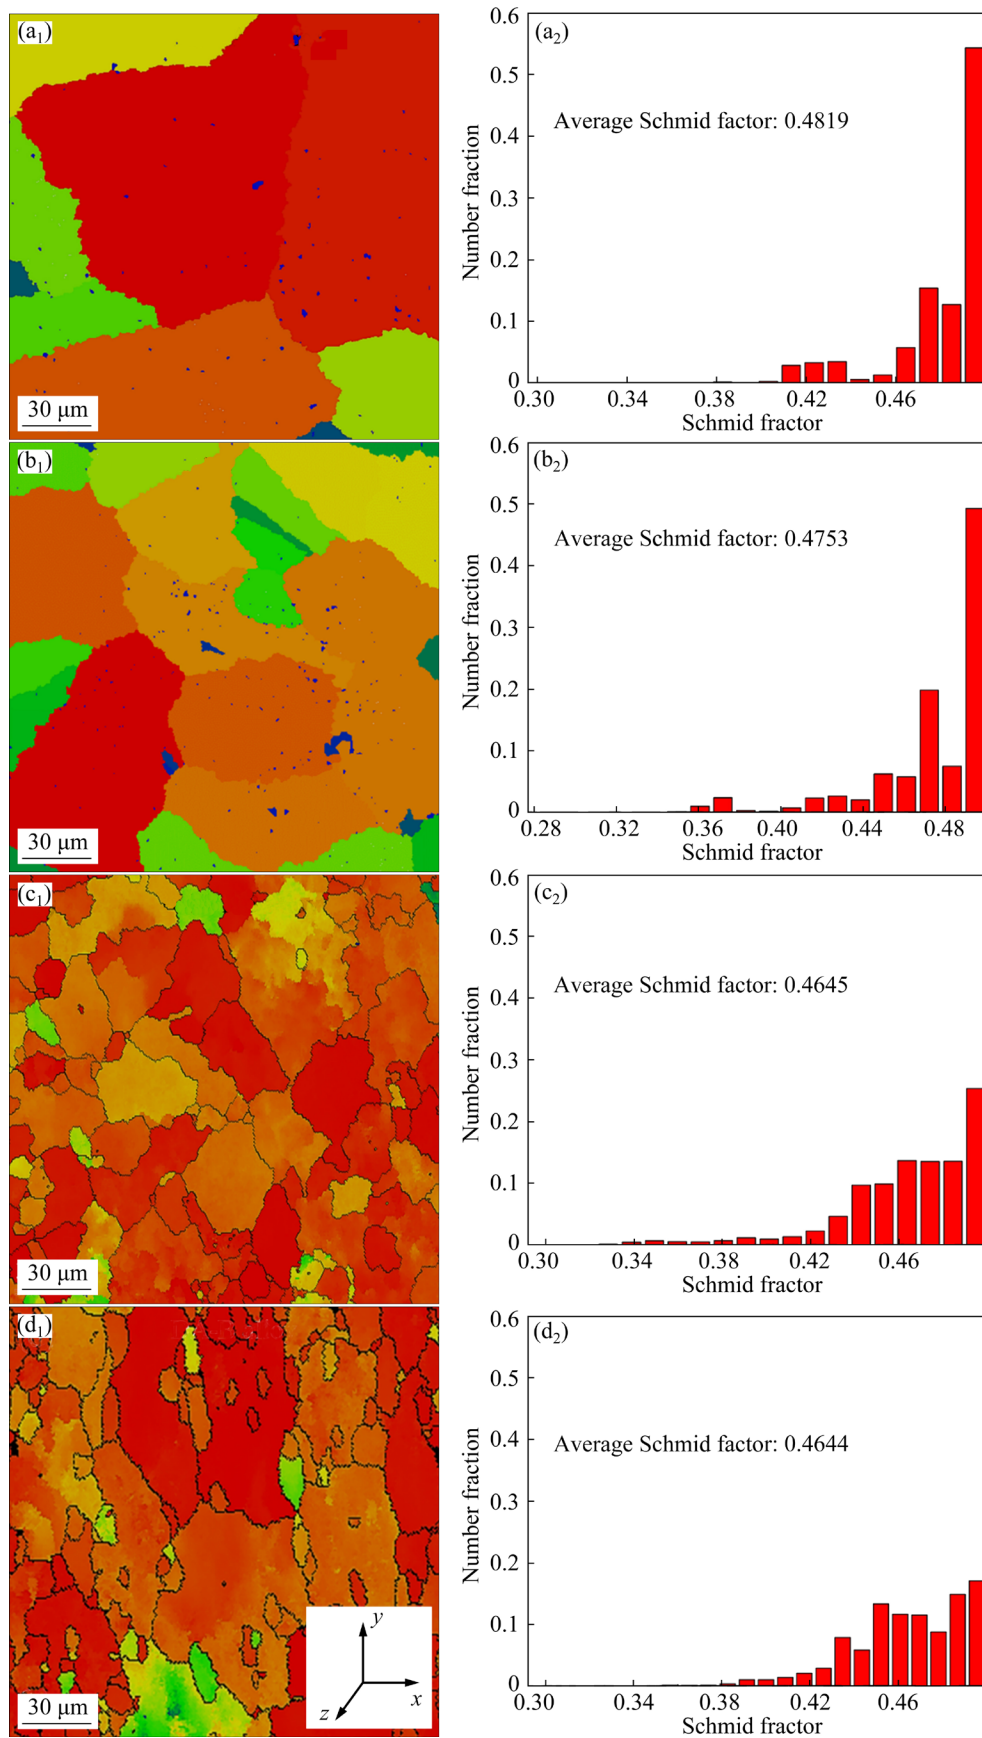 (a1)
30 μm
(a2)
0.6
0.5
0.4
0.3
0.2
0.1
0
Number fraction
Average Schmid factor: 0.4819
0.30 0.34 0.38 0.42 0.46
Schmid fractor
(b1)
30 μm
(b2)
0.6
0.5
0.4
0.3
0.2
0.1
0
Number fraction
Average Schmid factor: 0.4753
0.28 0.32 0.36 0.40 0.44 0.48
Schmid fractor
(c1)
30 μm
(c2)
0.6
0.5
0.4
0.3
0.2
0.1
0
Number fraction
Average Schmid factor: 0.4645
0.30 0.34 0.38 0.42 0.46
Schmid fractor
(d1)
30 μm
y
x
z
(d2)
0.6
0.5
0.4
0.3
0.2
0.1
0
Number fraction
Average Schmid factor: 0.4644
0.30 0.34 0.38 0.42 0.46
Schmid fractor